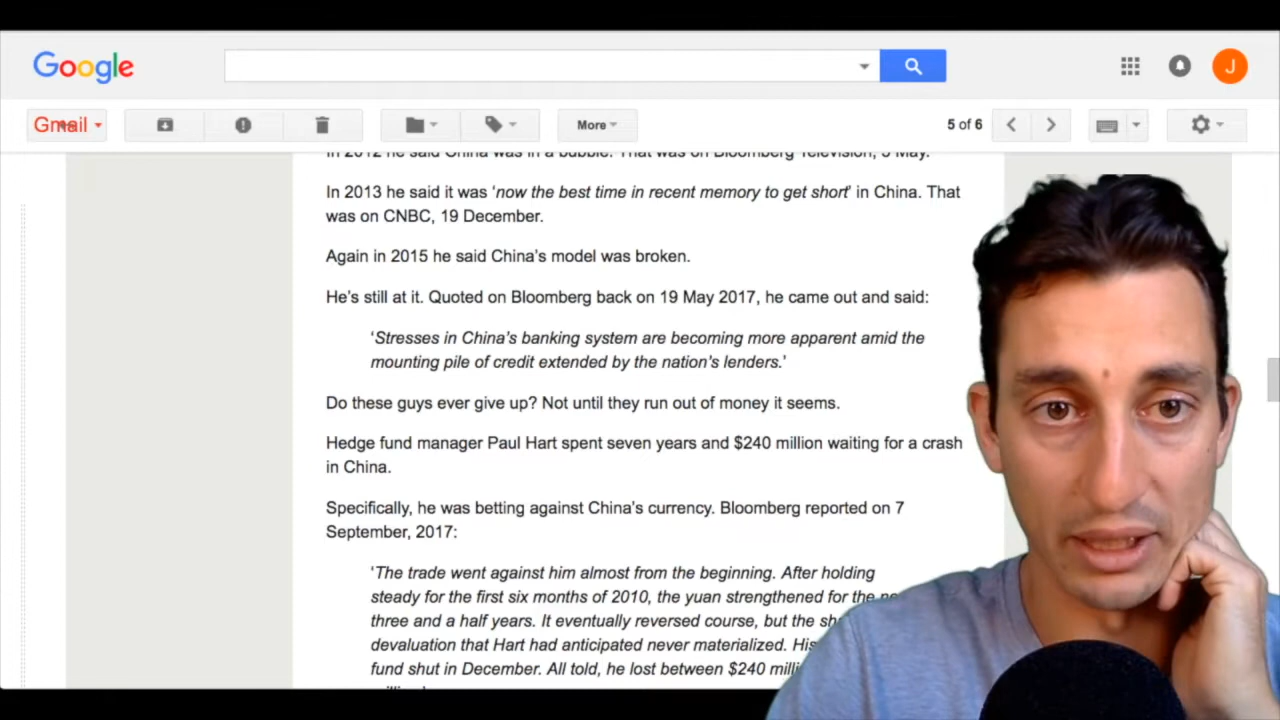 Google
J
Gmail
More
5 of 6
In 2012 he said China was in a bubble. That was on Bloomberg Television, 3 May.
In 2013 he said it was ‘now the best time in recent memory to get short’ in China. That
was on CNBC, 19 December.
Again in 2015 he said China’s model was broken.
He’s still at it. Quoted on Bloomberg back on 19 May 2017, he came out and said:
‘Stresses in China’s banking system are becoming more apparent amid the
mounting pile of credit extended by the nation’s lenders.’
Do these guys ever give up? Not until they run out of money it seems.
Hedge fund manager Paul Hart spent seven years and $240 million waiting for a crash
in China.
Specifically, he was betting against China’s currency. Bloomberg reported on 7
September, 2017:
‘The trade went against him almost from the beginning. After holding
steady for the first six months of 2010, the yuan strengthened for the
three and a half years. It eventually reversed course, but the
devaluation that Hart had anticipated never materialized. His
fund shut in December. All told, he lost between $240